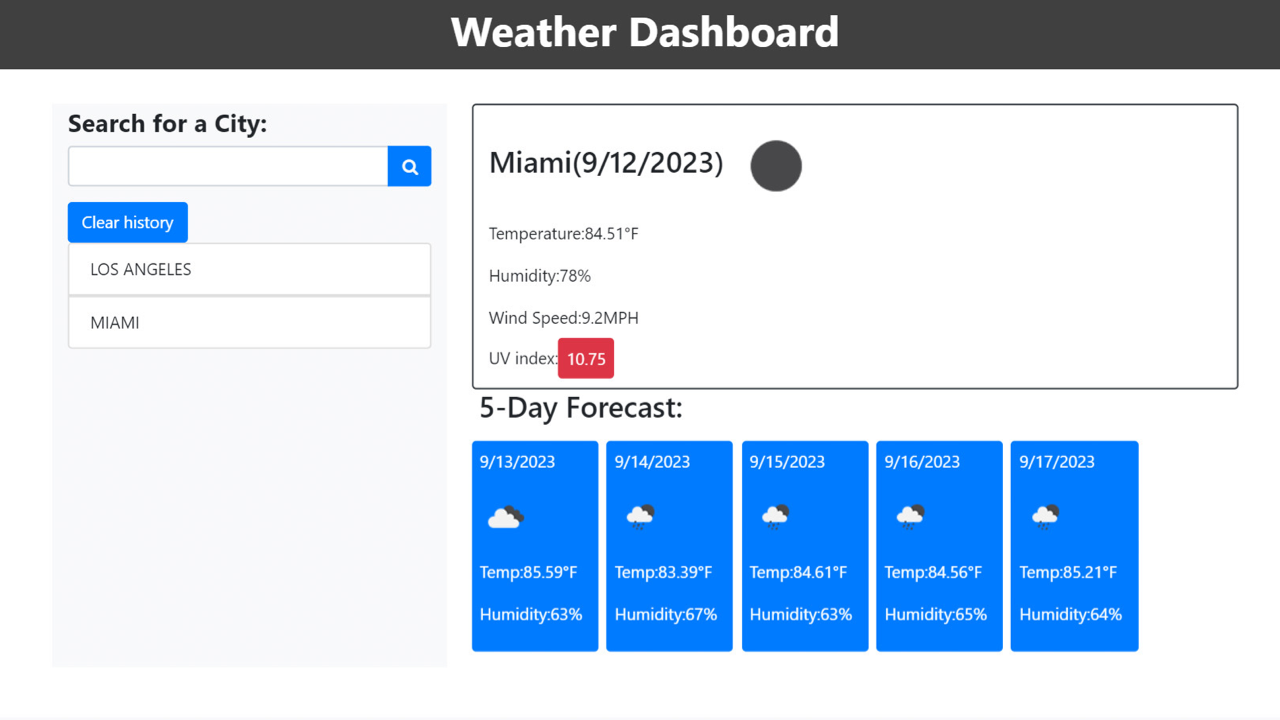 Weather Dashboard
Search for a City:
Clear history
LOS ANGELES
MIAMI
Miami(9/12/2023)
Temperature:84.51°F
Humidity:78%
Wind Speed:9.2MPH
UV index:10.75
5-Day Forecast:
9/13/2023
Temp:85.59°F
Humidity:63%
9/14/2023
Temp:83.39°F
Humidity:67%
9/15/2023
Temp:84.61°F
Humidity:63%
9/16/2023
Temp:84.56°F
Humidity:65%
9/17/2023
Temp:85.21°F
Humidity:64%